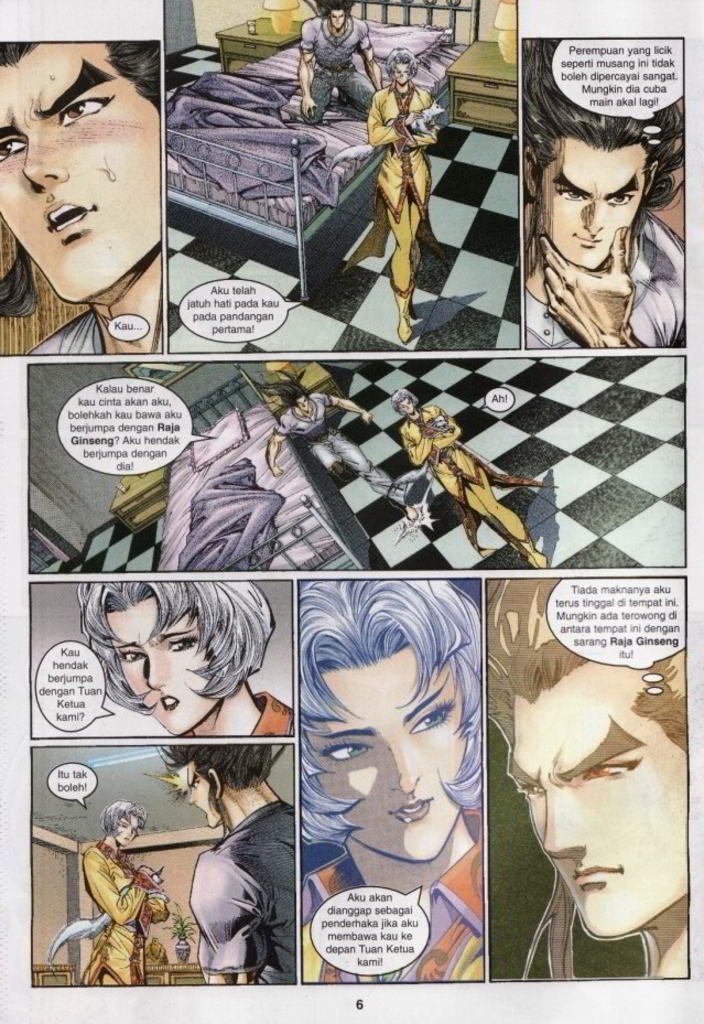 Kau...
Aku telah
jatuh hati pada kau
pada pandangan
pertama!
Perempuan yang licik
seperti musang ini tidak
boleh dipercayai sangat.
Mungkin dia cuba
main akal lagi!
Kalau benar
kau cinta akan aku,
bolehkah kau bawa aku
berjumpa dengan Raja
Ginseng? Aku hendak
berjumpa dengan
dia!
Ah!
Kau
hendak
berjumpa
dengan Tuan
Ketua
kami?
Itu tak
boleh!
Aku akan
dianggap sebagai
penderhaka jika aku
membawa kau ke
depan Tuan Ketua
kami!
Tiada maknanya aku
terus tinggal di tempat ini.
Mungkin ada terowong di
antara tempat ini dengan
sarang Raja Ginseng
itu!
6